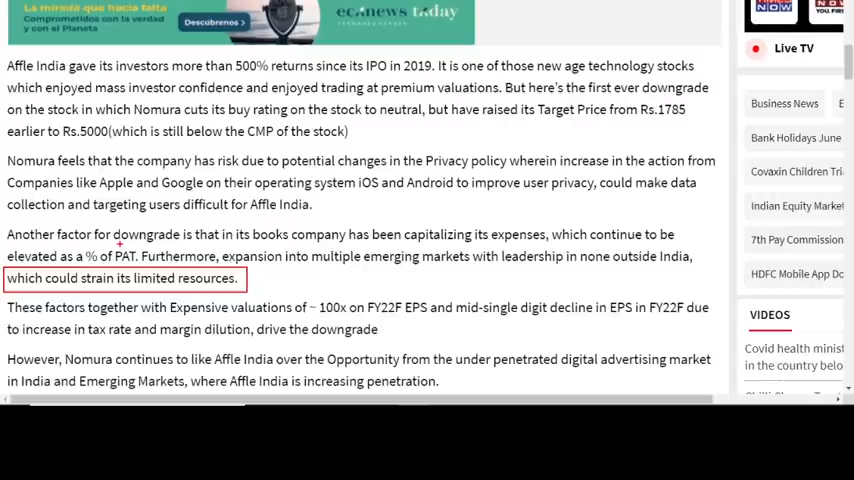 La mirada que hacia falta
Comprometidos con la verdad
y con el Planeta
Descúbrenos
econews today
TIMES
NOW
YOU. FIRS
Live TV
Affle India gave its investors more than 500% returns since its IPO in 2019. It is one of those new age technology stocks
which enjoyed mass investor confidence and enjoyed trading at premium valuations. But here's the first ever downgrade
on the stock in which Nomura cuts its buy rating on the stock to neutral, but have raised its Target Price from Rs.1785
earlier to Rs.5000(which is still below the CMP of the stock)
Nomura feels that the company has risk due to potential changes in the Privacy policy wherein increase in the action from
Companies like Apple and Google on their operating system iOS and Android to improve user privacy, could make data
collection and targeting users difficult for Affle India.
Another factor for downgrade is that in its books company has been capitalizing its expenses, which continue to be
elevated as a % of PAT. Furthermore, expansion into multiple emerging markets with leadership in none outside India,
which could strain its limited resources.
These factors together with Expensive valuations of ~ 100x on FY22F EPS and mid-single digit decline in EPS in FY22F due
to increase in tax rate and margin dilution, drive the downgrade
However, Nomura continues to like Affle India over the Opportunity from the under penetrated digital advertising market
in India and Emerging Markets, where Affle India is increasing penetration.
Business News
Bank Holidays June
Covaxin Children Tri
Indian Equity Market
7th Pay Commission
HDFC Mobile App Do
VIDEOS
Covid health minist
in the country belo